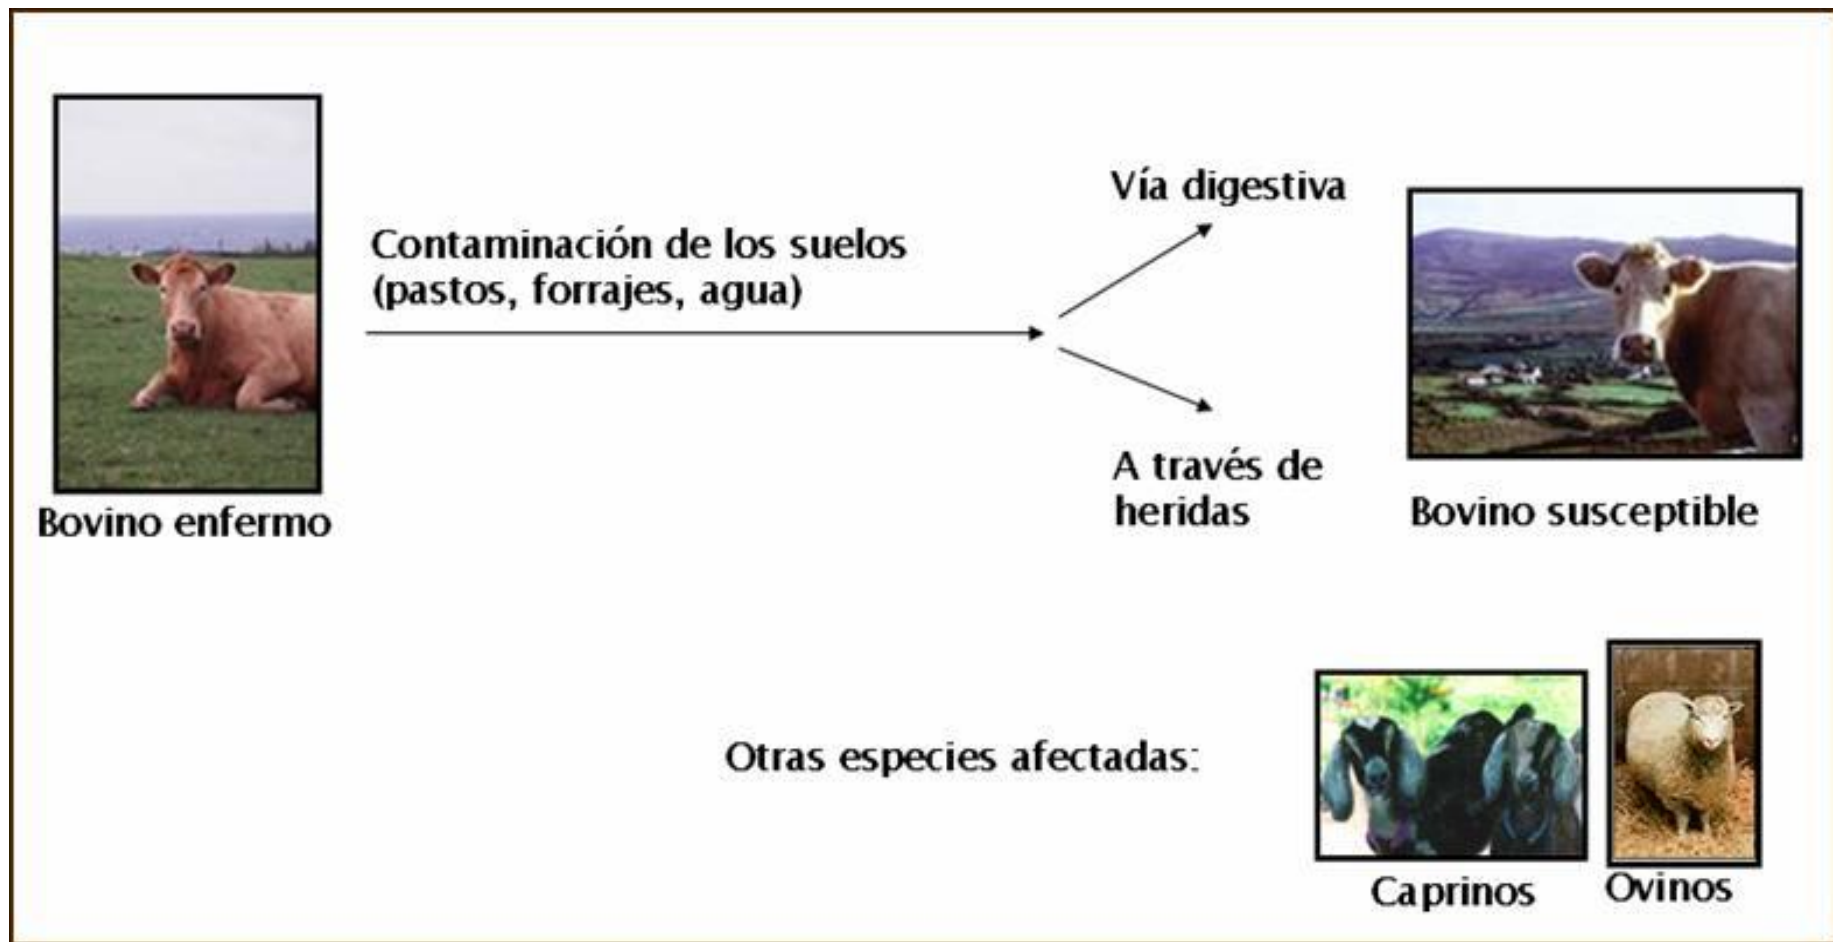 Contaminación de los suelos
(pastos, forrajes, agua)
Vía digestiva
A través de
heridas
Bovino enfermo
Bovino susceptible
Otras especies afectadas:
Caprinos
Ovinos